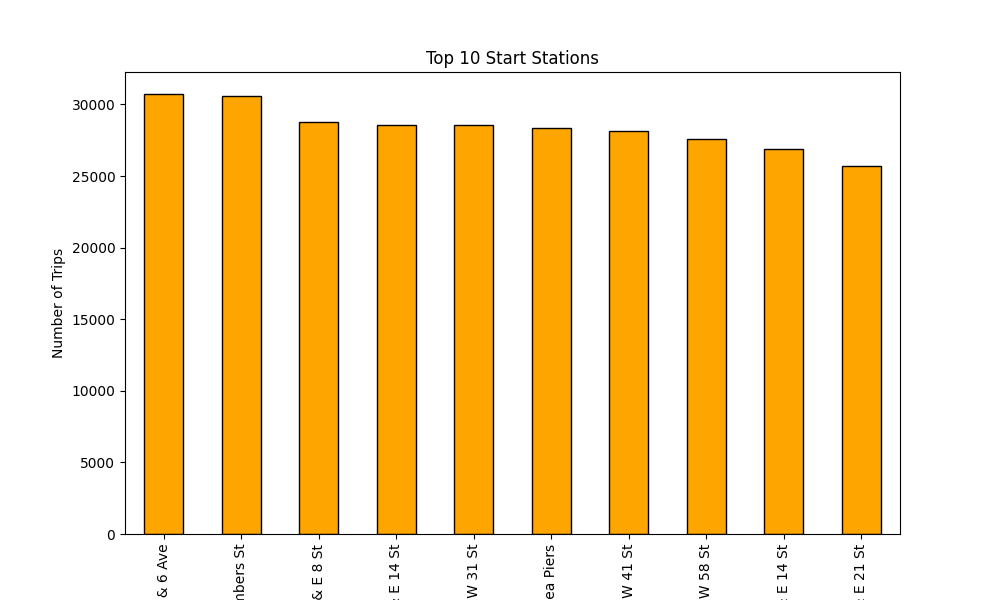 Top 10 Start Stations
Number of Trips
30000
25000
20000
15000
10000
5000
0
& 6 Ave
mbers St
& E 8 St
E 14 St
W 31 St
ea Piers
W 41 St
W 58 St
E 14 St
E 21 St